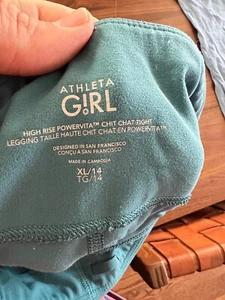 ATHLETA
G!RL
HIGH RISE POWERVITA™ CHIT CHAT TIGHT
LEGGING TAILLE HAUTE CHIT CHAT EN POWERVITA™
DESIGNED IN SAN FRANCISCO
CONÇU A SAN FRANCISCO
MADE IN CAMBODIA
XL/14
TG/14